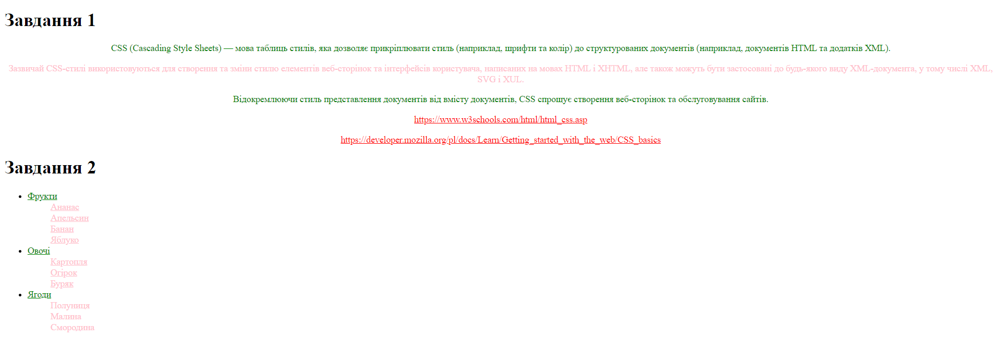 Завдання 1
CSS (Cascading Style Sheets) — мова таблиць стилів, яка дозволяє прикріплювати стиль (наприклад, шрифти та колір) до структурованих документів (наприклад, документів HTML та додатків XML).
Зазвичай CSS-стилі використовуються для створення та зміни стилю елементів веб-сторінок та інтерфейсів користувача, написаних на мовах HTML і XHTML, але також можуть бути застосовані до будь-якого виду XML-документа, у тому числі XML,
SVG і XUL.
Відокремлюючи стиль представлення документів від вмісту документів, CSS спрощує створення веб-сторінок та обслуговування сайтів.
https://www.w3schools.com/html/html_css.asp
https://developer.mozilla.org/pl/docs/Learn/Getting_started_with_the_web/CSS_basics
Завдання 2
• Фрукти
Ананас
Апельсин
Банан
Яблуко
• Овочі
Картопля
Огірок
Буряк
• Ягоди
Полуниця
Малина
Смородина